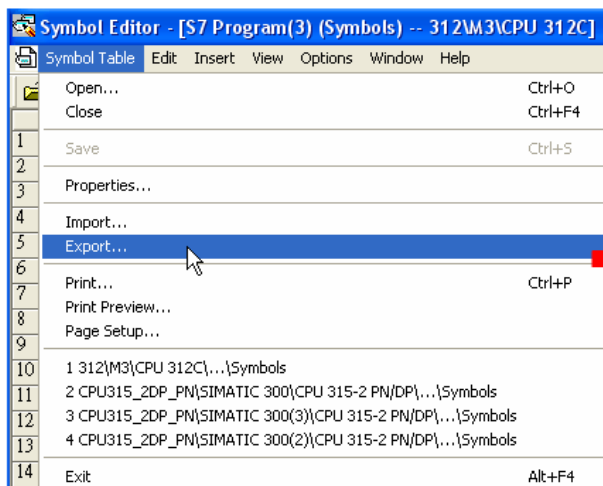 Symbol Editor - [S7 Program(3) (Symbols) -- 312\M3\CPU 312C]
Symbol Table Edit Insert View Options Window Help
Open... Ctrl+O
Close Ctrl+F4
1
Save Ctrl+S
2
3 Properties...
4 Import...
5 Export...
6
Print... Ctrl+P
7
Print Preview...
8
Page Setup...
9
10 1 312\M3\CPU 312C\...\Symbols
11 2 CPU315_2DP_PN\SIMATIC 300\CPU 315-2 PN/DP\...\Symbols
12 3 CPU315_2DP_PN\SIMATIC 300(3)\CPU 315-2 PN/DP\...\Symbols
13 4 CPU315_2DP_PN\SIMATIC 300(2)\CPU 315-2 PN/DP\...\Symbols
14 Exit Alt+F4